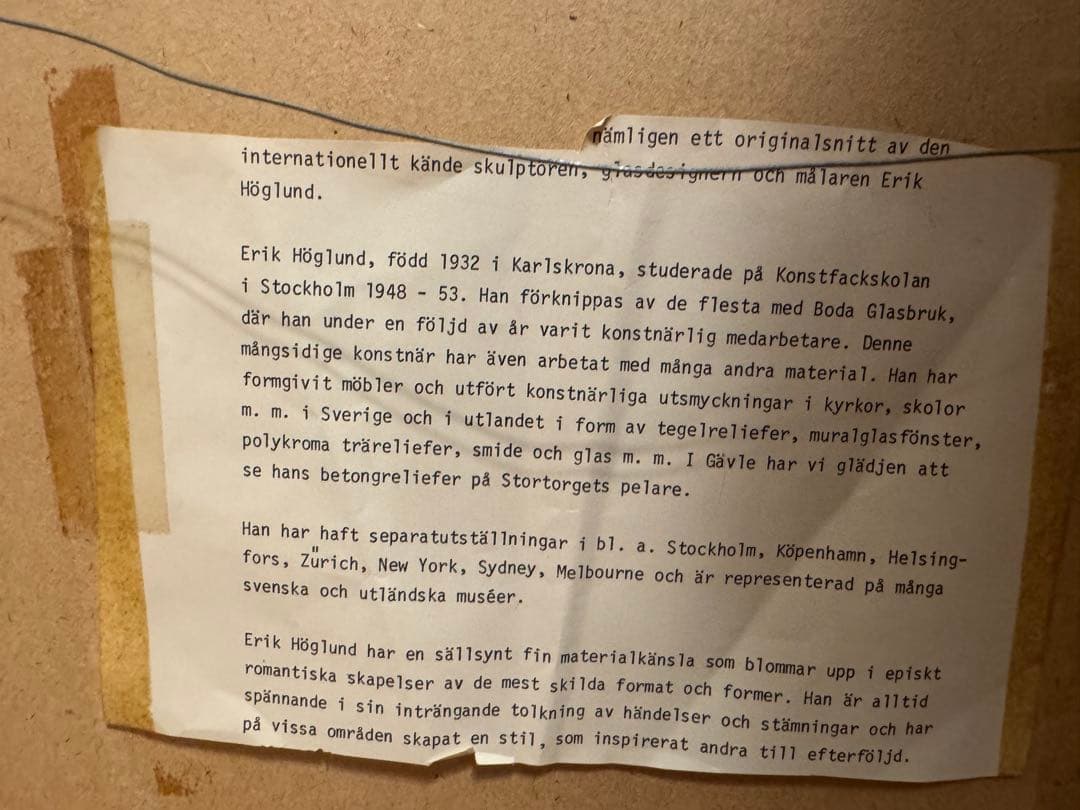 nämligen ett originalsnitt av den
internationellt kände skulptören, glasdesignern och målaren Erik
Höglund.
Erik Höglund, född 1932 i Karlskrona, studerade på Konstfackskolan
i Stockholm 1948 - 53. Han förknippas av de flesta med Boda Glasbruk,
där han under en följd av år varit konstnärlig medarbetare. Denne
mångsidige konstnär har även arbetat med många andra material. Han har
formgivit möbler och utfört konstnärliga utsmyckningar i kyrkor, skolor
m. m. i Sverige och i utlandet i form av tegelreliefer, muralglasfönster,
polykroma träreliefer, smide och glas m. m. I Gävle har vi glädjen att
se hans betongreliefer på Stortorgets pelare.
Han har haft separatutställningar i bl. a. Stockholm, Köpenhamn, Helsing-
fors, Zürich, New York, Sydney, Melbourne och är representerad på många
svenska och utländska muséer.
Erik Höglund har en sällsynt fin materialkänsla som blommar upp i episkt
romantiska skapelser av de mest skilda format och former. Han är alltid
spännande i sin inträngande tolkning av händelser och stämningar och har
på vissa områden skapat en stil, som inspirerat andra till efterföljd.